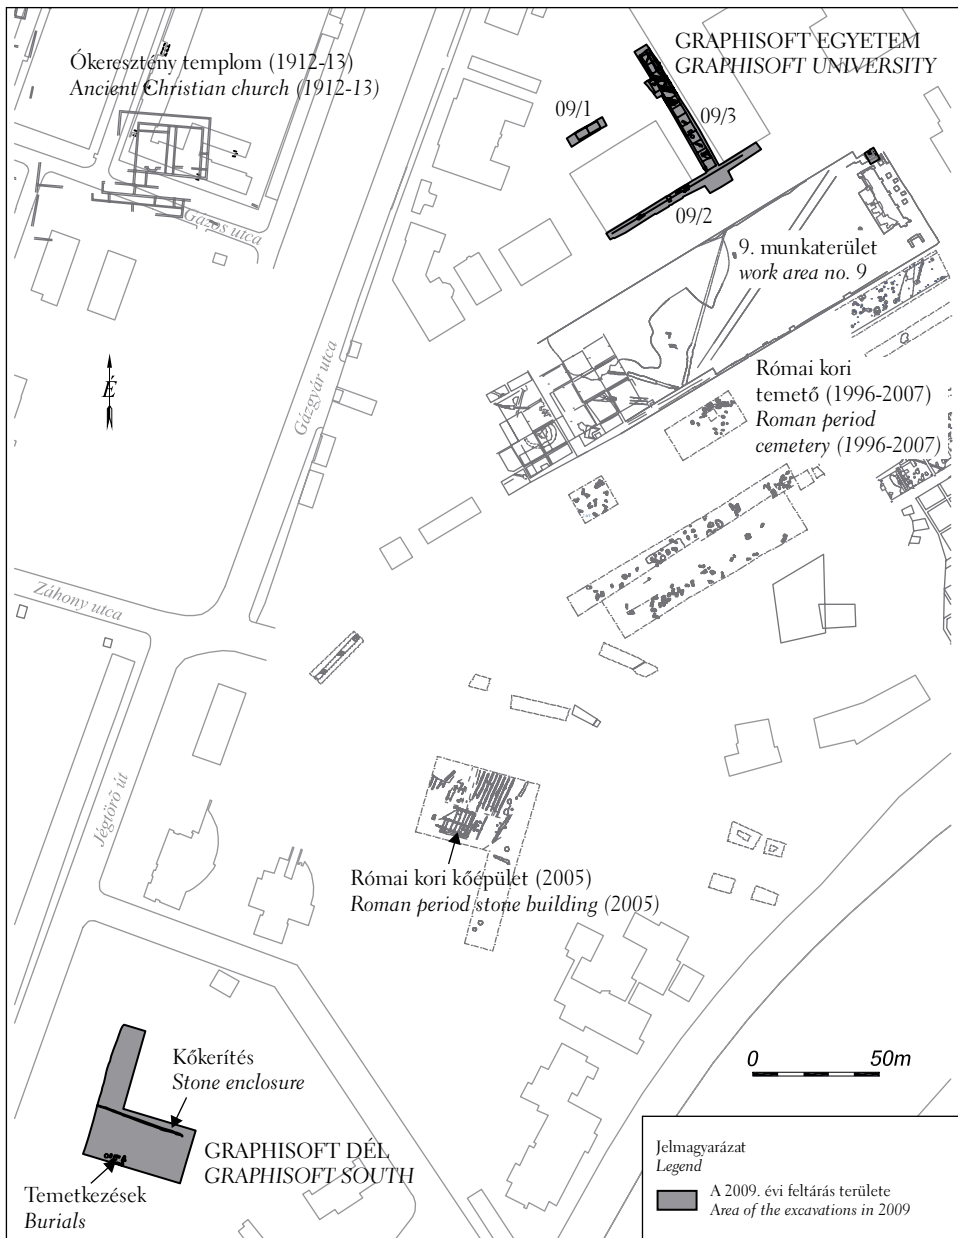 Ókeresztény templom (1912-13)
Ancient Christian church (1912-13)
GRAPHISOFT EGYETEM
GRAPHISOFT UNIVERSITY
09/1
09/3
09/2
Gázos utca
9. munkaterület
work area no. 9
É
Gázgyár utca
Római kori
temető (1996-2007)
Roman period
cemetery (1996-2007)
Záhony utca
Jégtörő út
Római kori kőépület (2005)
Roman period stone building (2005)
Kőkerítés
Stone enclosure
0 50m
GRAPHISOFT DÉL
GRAPHISOFT SOUTH
Temetkezések
Burials
Jelmagyarázat
Legend
A 2009. évi feltárás területe
Area of the excavations in 2009